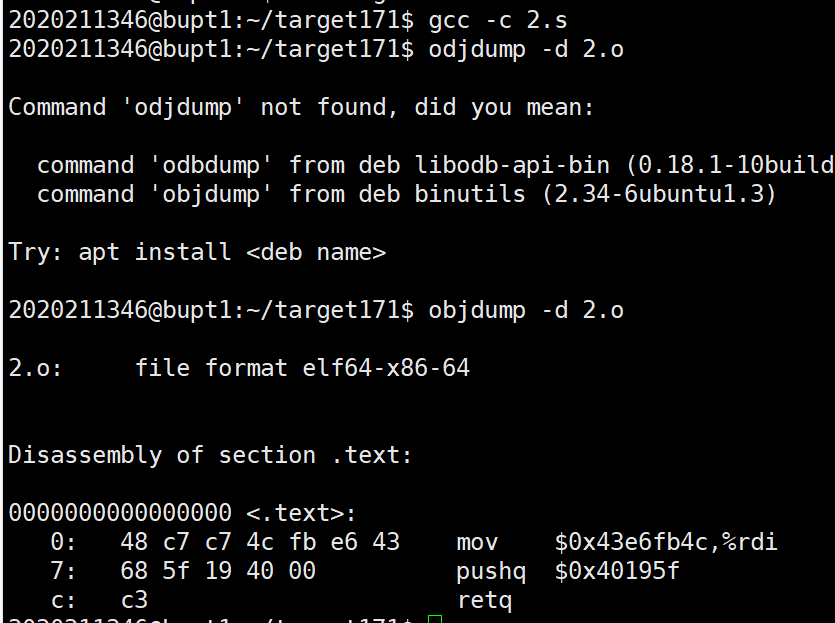 2020211346@bupt1:~/target171$ gcc -c 2.s
2020211346@bupt1:~/target171$ odjdump -d 2.o
Command 'odjdump' not found, did you mean:
command 'odbdump' from deb libodb-api-bin (0.18.1-10build
command 'objdump' from deb binutils (2.34-6ubuntu1.3)
Try: apt install <deb name>
2020211346@bupt1:~/target171$ objdump -d 2.o
2.o:     file format elf64-x86-64
Disassembly of section .text:
0000000000000000 <.text>:
0:   48 c7 c7 4c fb e6 43    mov    $0x43e6fb4c,%rdi
7:   68 5f 19 40 00          pushq  $0x40195f
c:   c3                      retq
2020211346@bupt1:~/target171$